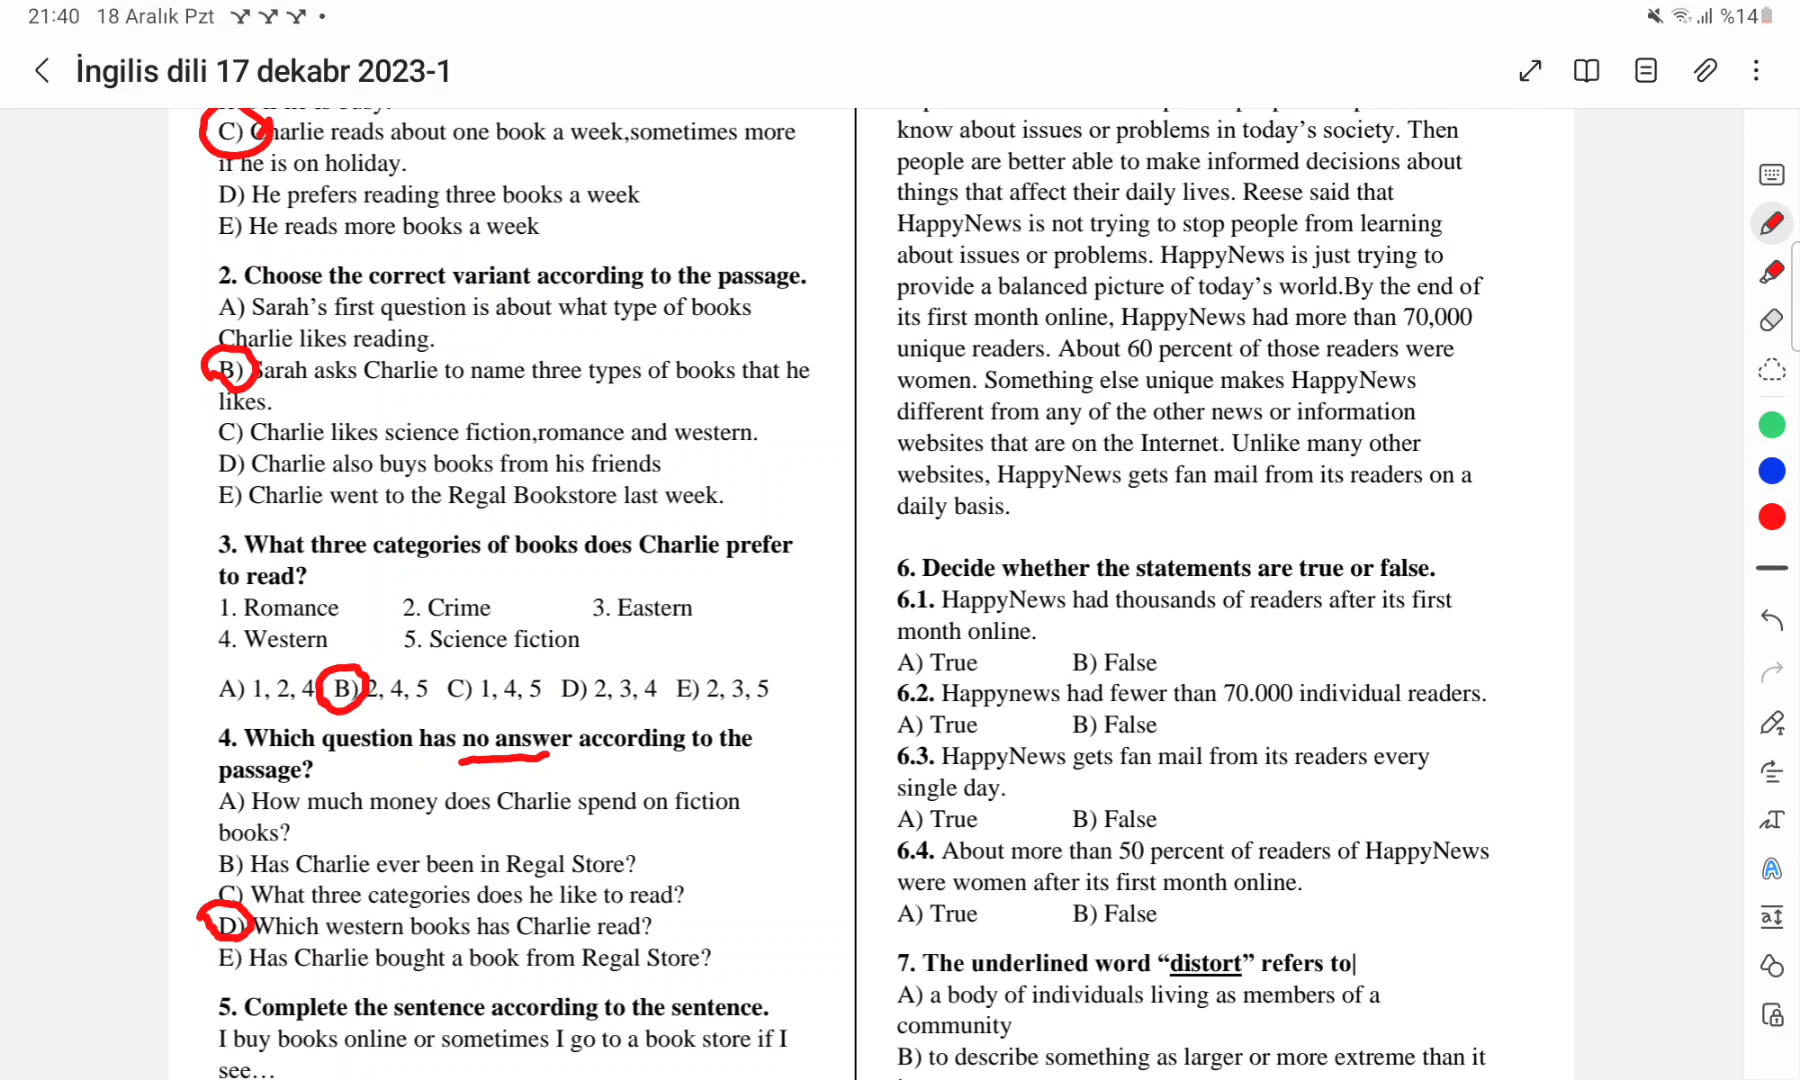 21:40 18 Aralık Pzt
%14
İngilis dili 17 dekabr 2023-1
C) Charlie reads about one book a week,sometimes more
if he is on holiday.
D) He prefers reading three books a week
E) He reads more books a week
2. Choose the correct variant according to the passage.
A) Sarah’s first question is about what type of books
Charlie likes reading.
B) Sarah asks Charlie to name three types of books that he
likes.
C) Charlie likes science fiction,romance and western.
D) Charlie also buys books from his friends
E) Charlie went to the Regal Bookstore last week.
3. What three categories of books does Charlie prefer
to read?
1. Romance 2. Crime 3. Eastern
4. Western 5. Science fiction
A) 1, 2, 4 B) 2, 4, 5 C) 1, 4, 5 D) 2, 3, 4 E) 2, 3, 5
4. Which question has no answer according to the
passage?
A) How much money does Charlie spend on fiction
books?
B) Has Charlie ever been in Regal Store?
C) What three categories does he like to read?
D) Which western books has Charlie read?
E) Has Charlie bought a book from Regal Store?
5. Complete the sentence according to the sentence.
I buy books online or sometimes I go to a book store if I
see…
know about issues or problems in today’s society. Then
people are better able to make informed decisions about
things that affect their daily lives. Reese said that
HappyNews is not trying to stop people from learning
about issues or problems. HappyNews is just trying to
provide a balanced picture of today’s world.By the end of
its first month online, HappyNews had more than 70,000
unique readers. About 60 percent of those readers were
women. Something else unique makes HappyNews
different from any of the other news or information
websites that are on the Internet. Unlike many other
websites, HappyNews gets fan mail from its readers on a
daily basis.
6. Decide whether the statements are true or false.
6.1. HappyNews had thousands of readers after its first
month online.
A) True B) False
6.2. Happynews had fewer than 70.000 individual readers.
A) True B) False
6.3. HappyNews gets fan mail from its readers every
single day.
A) True B) False
6.4. About more than 50 percent of readers of HappyNews
were women after its first month online.
A) True B) False
7. The underlined word “distort” refers to
A) a body of individuals living as members of a
community
B) to describe something as larger or more extreme than it